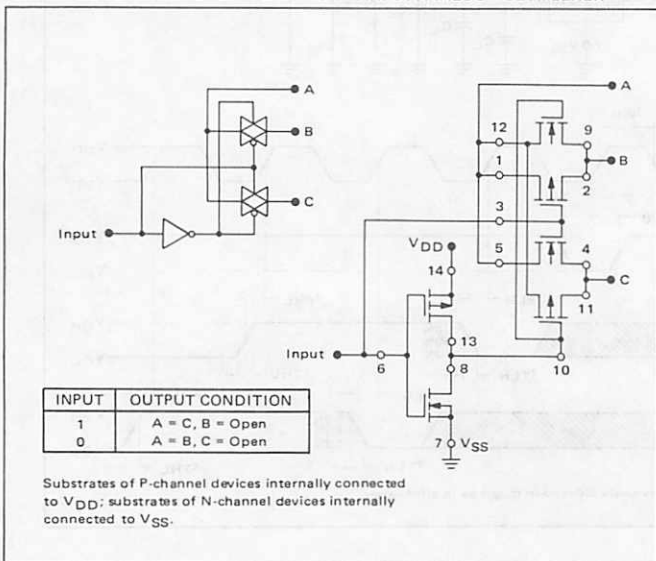 A
B
C
Input
A
12
9
1
B
2
3
VDD
5
4
14
C
11
13
Input
6
8
10
7 VSS
INPUT OUTPUT CONDITION
1 A = C, B = Open
0 A = B, C = Open
Substrates of P-channel devices internally connected
to VDD; substrates of N-channel devices internally
connected to VSS.